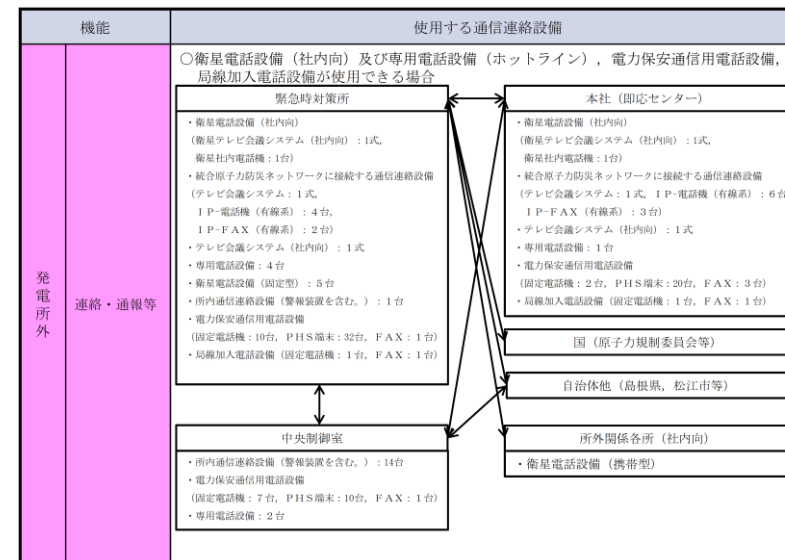 機能
使用する通信連絡設備
発電所外
連絡・通報等
○衛星電話設備（社内向）及び専用電話設備（ホットライン），電力保安通信用電話設備，
局線加入電話設備が使用できる場合
緊急時対策所
・衛星電話設備（社内向）
（衛星テレビ会議システム（社内向）：1式，
衛星社内電話機：1台）
・統合原子力防災ネットワークに接続する通信連絡設備
（テレビ会議システム：１式，
ＩＰ−電話機（有線系）：４台，
ＩＰ−ＦＡＸ（有線系）：２台）
・テレビ会議システム（社内向）：１式
・専用電話設備：４台
・衛星電話設備（固定型）：５台
・所内通信連絡設備（警報装置を含む。）：１台
・電力保安通信用電話設備
（固定電話機：10台，ＰＨＳ端末：32台，ＦＡＸ：１台）
・局線加入電話設備（固定電話機：１台，ＦＡＸ：１台）
中央制御室
・所内通信連絡設備（警報装置を含む。）：14台
・電力保安通信用電話設備
（固定電話機：７台，ＰＨＳ端末：10台，ＦＡＸ：１台）
・専用電話設備：２台
本社（即応センター）
・衛星電話設備（社内向）
（衛星テレビ会議システム（社内向）：1式，
衛星社内電話機：1台）
・統合原子力防災ネットワークに接続する通信連絡設備
（テレビ会議システム：１式，ＩＰ−電話機（有線系）：６台
ＩＰ−ＦＡＸ（有線系）：３台）
・テレビ会議システム（社内向）：１式
・専用電話設備：１台
・電力保安通信用電話設備
（固定電話機：２台，ＰＨＳ端末：20台，ＦＡＸ：３台）
・局線加入電話設備（固定電話機：１台，ＦＡＸ：１台）
国（原子力規制委員会等）
自治体他（島根県，松江市等）
所外関係各所（社内向）
・衛星電話設備（携帯型）